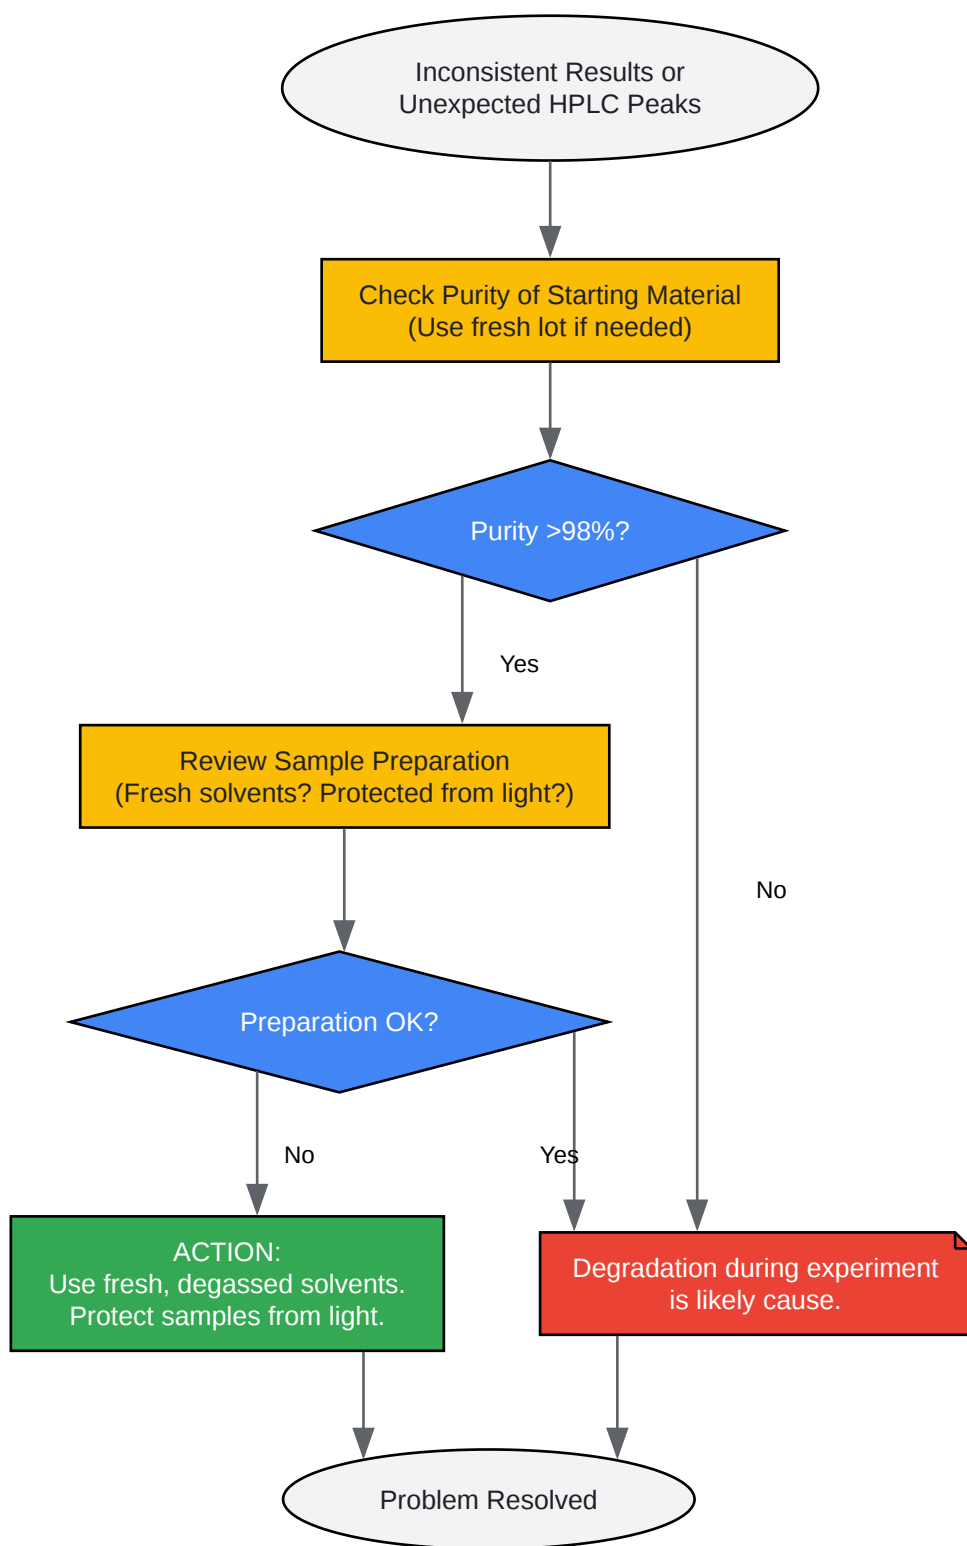 Inconsistent Results or
Unexpected HPLC Peaks
Check Purity of Starting Material
(Use fresh lot if needed)
Purity >98%?
Yes
Review Sample Preparation
(Fresh solvents? Protected from light?)
No
Preparation OK?
No
Yes
ACTION:
Use fresh, degassed solvents.
Protect samples from light.
Degradation during experiment
is likely cause.
Problem Resolved